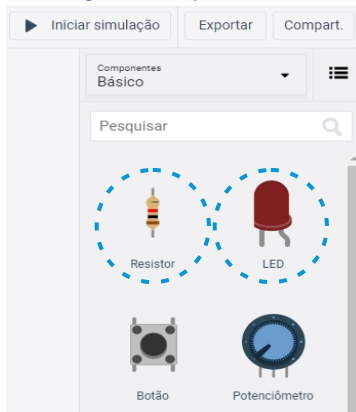 Iniciar simulação Exportar Compart.
Componentes
Básico
Pesquisar
Resistor LED
Botão Potenciômetro